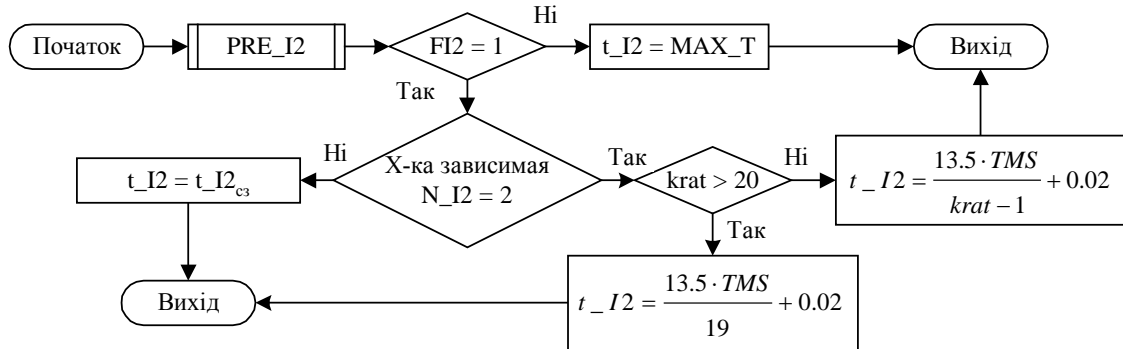 Початок
PRE_I2
FI2 = 1
Ні
t_I2 = MAX_T
Вихід
Так
Х-ка зависимая
N_I2 = 2
Ні
t_I2 = t_I2сз
Так
krat > 20
Ні
t _ I2 = 13.5 · TMS / krat − 1 + 0.02
Так
Вихід
t _ I2 = 13.5 · TMS / 19 + 0.02